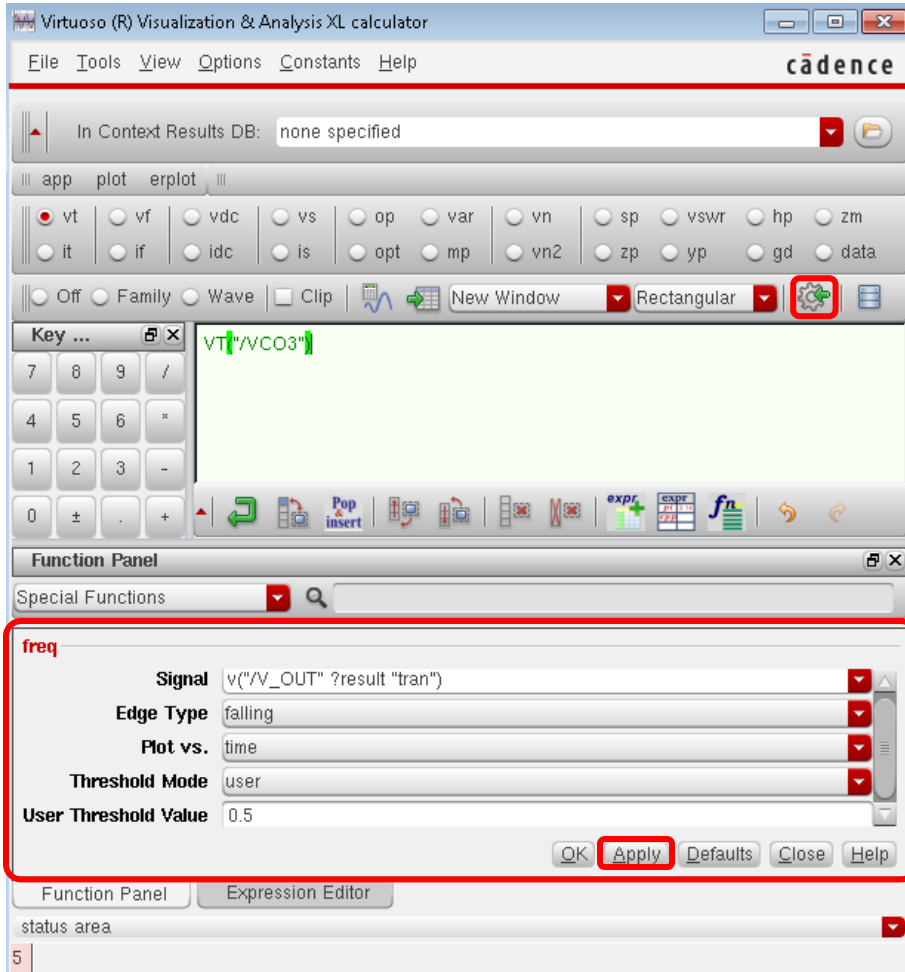 Virtuoso (R) Visualization & Analysis XL calculator
File Tools View Options Constants Help cādence
In Context Results DB: none specified
app plot erplot
vt vf vdc vs op var vn sp vswr hp zm
it if idc is opt mp vn2 zp yp gd data
Off Family Wave Clip New Window Rectangular
Key ...
VT("/VCO3")
7 8 9 /
4 5 6 *
1 2 3 -
0 ± . +
Pop & insert expr expr fn
Function Panel
Special Functions
freq
Signal v("/V_OUT" ?result "tran")
Edge Type falling
Plot vs. time
Threshold Mode user
User Threshold Value 0.5
OK Apply Defaults Close Help
Function Panel Expression Editor
status area
5